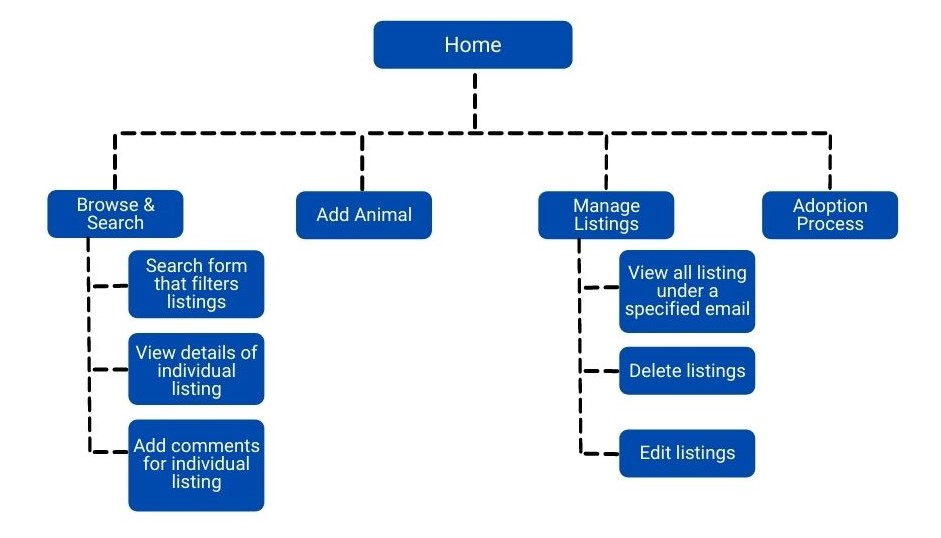 Home
Browse &
Search
Add Animal
Manage
Listings
Adoption
Process
Search form
that filters
listings
View details of
individual
listing
Add comments
for individual
listing
View all listing
under a
specified email
Delete listings
Edit listings